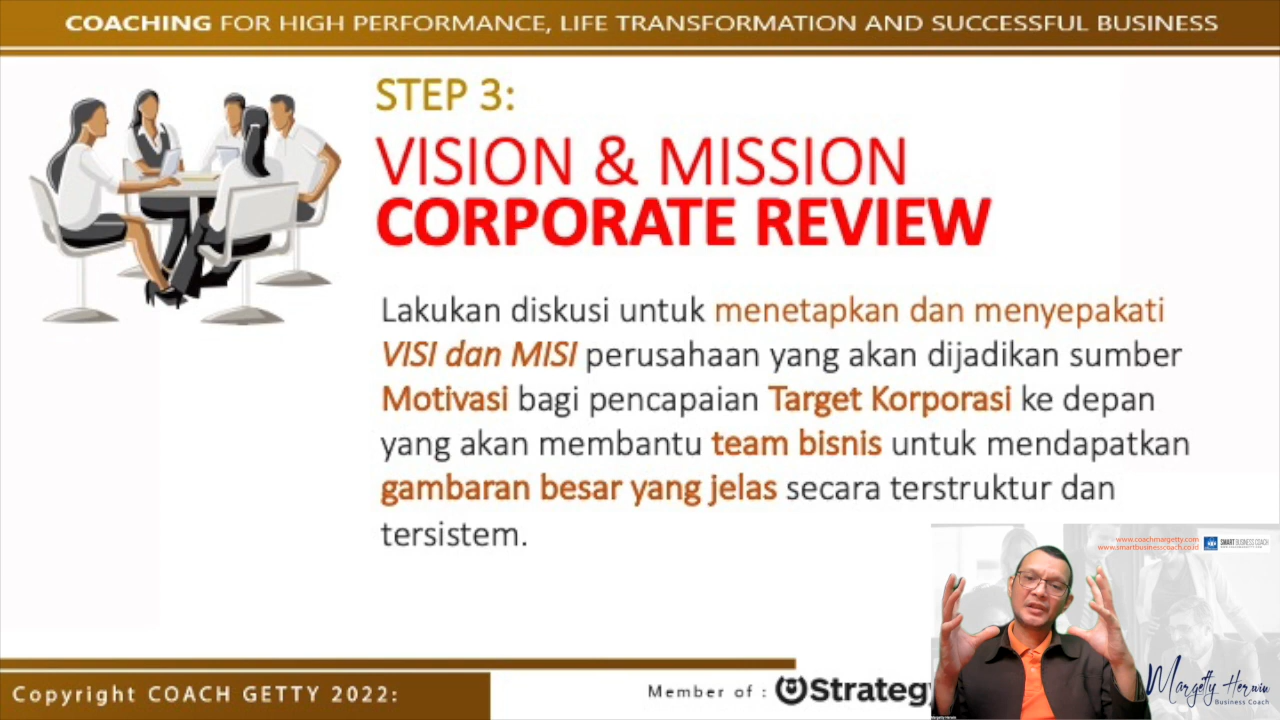 COACHING FOR HIGH PERFORMANCE, LIFE TRANSFORMATION AND SUCCESSFUL BUSINESS
STEP 3:
VISION & MISSION
CORPORATE REVIEW
Lakukan diskusi untuk menetapkan dan menyepakati
VISI dan MISI perusahaan yang akan dijadikan sumber
Motivasi bagi pencapaian Target Korporasi ke depan
yang akan membantu team bisnis untuk mendapatkan
gambaran besar yang jelas secara terstruktur dan
tersistem.
www.coachmargetty.com
www.smartbusinesscoach.co.id
SMART BUSINESS COACH
Margetty Herwin
Business Coach
Copyright COACH GETTY 2022:
Member of : Strategy
Margetty Herwin